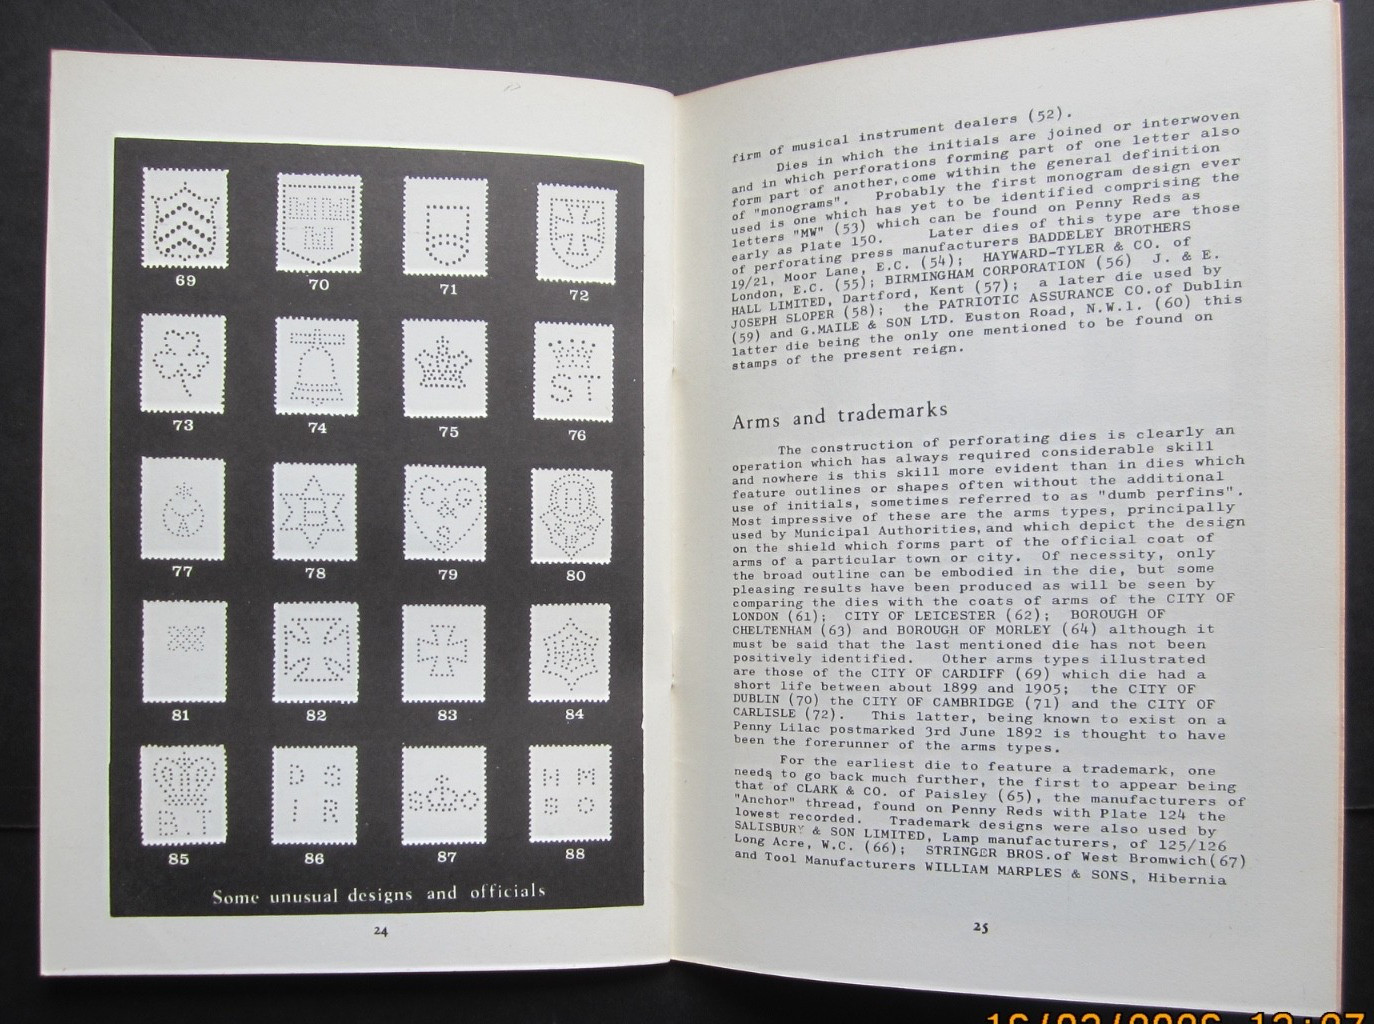 69 70 71 72
73 74 75 76
ST
77 78 79 80
B
C&C
&
S
81 82 83 84
85 86 87 88
B.T
PS
IR
S O
HM
SO
Some unusual designs and officials
24
firm of musical instrument dealers (52).
Dies in which the initials are joined or interwoven
and in which perforations forming part of one letter also
form part of another, come within the general definition
of "monograms". Probably the first monogram design ever
used is one which has yet to be identified comprising the
letters "MW" (53) which can be found on Penny Reds as
early as Plate 150. Later dies of this type are those
of perforating press manufacturers BADDELEY BROTHERS
19/21, Moor Lane, E.C. (54); HAYWARD-TYLER & CO. of
London, E.C. (55); BIRMINGHAM CORPORATION (56) J. & E.
HALL LIMITED, Dartford, Kent (57); a later die used by
JOSEPH SLOPER (58); the PATRIOTIC ASSURANCE CO.of Dublin
(59) and G.MAILE & SON LTD. Euston Road, N.W.1. (60) this
latter die being the only one mentioned to be found on
stamps of the present reign.
Arms and trademarks
The construction of perforating dies is clearly an
operation which has always required considerable skill
and nowhere is this skill more evident than in dies which
feature outlines or shapes often without the additional
use of initials, sometimes referred to as "dumb perfins".
Most impressive of these are the arms types, principally
used by Municipal Authorities, and which depict the design
on the shield which forms part of the official coat of
arms of a particular town or city. Of necessity, only
the broad outline can be embodied in the die, but some
pleasing results have been produced as will be seen by
comparing the dies with the coats of arms of the CITY OF
LONDON (61); CITY OF LEICESTER (62); BOROUGH OF
CHELTENHAM (63) and BOROUGH OF MORLEY (64) although it
must be said that the last mentioned die has not been
positively identified. Other arms types illustrated
are those of the CITY OF CARDIFF (69) which die had a
short life between about 1899 and 1905; the CITY OF
DUBLIN (70) the CITY OF CAMBRIDGE (71) and the CITY OF
CARLISLE (72). This latter, being known to exist on a
Penny Lilac postmarked 3rd June 1892 is thought to have
been the forerunner of the arms types.
For the earliest die to feature a trademark, one
needs to go back much further, the first to appear being
that of CLARK & CO. of Paisley (65), the manufacturers of
"Anchor" thread, found on Penny Reds with Plate 124 the
lowest recorded. Trademark designs were also used by
SALISBURY & SON LIMITED, Lamp manufacturers, of 125/126
Long Acre, W.C. (66); STRINGER BROS.of West Bromwich(67)
and Tool Manufacturers WILLIAM MARPLES & SONS, Hibernia
25